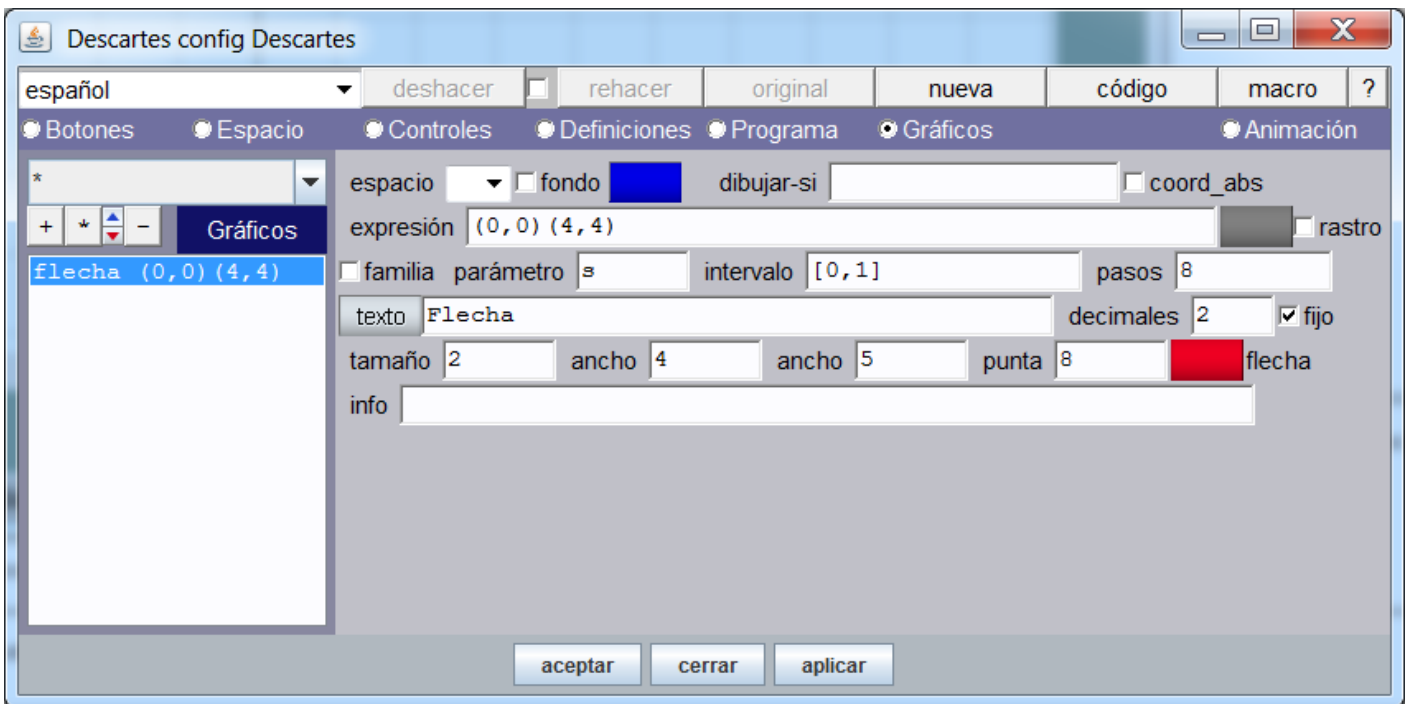 Descartes config Descartes
español deshacer rehacer original nueva código macro ?
Botones Espacio Controles Definiciones Programa Gráficos Animación
* espacio fondo dibujar-si coord_abs
+ * - Gráficos expresión (0,0)(4,4) rastro
flecha (0,0)(4,4) familia parámetro s intervalo [0,1] pasos 8
texto Flecha decimales 2 fijo
tamaño 2 ancho 4 ancho 5 punta 8 flecha
info
aceptar cerrar aplicar